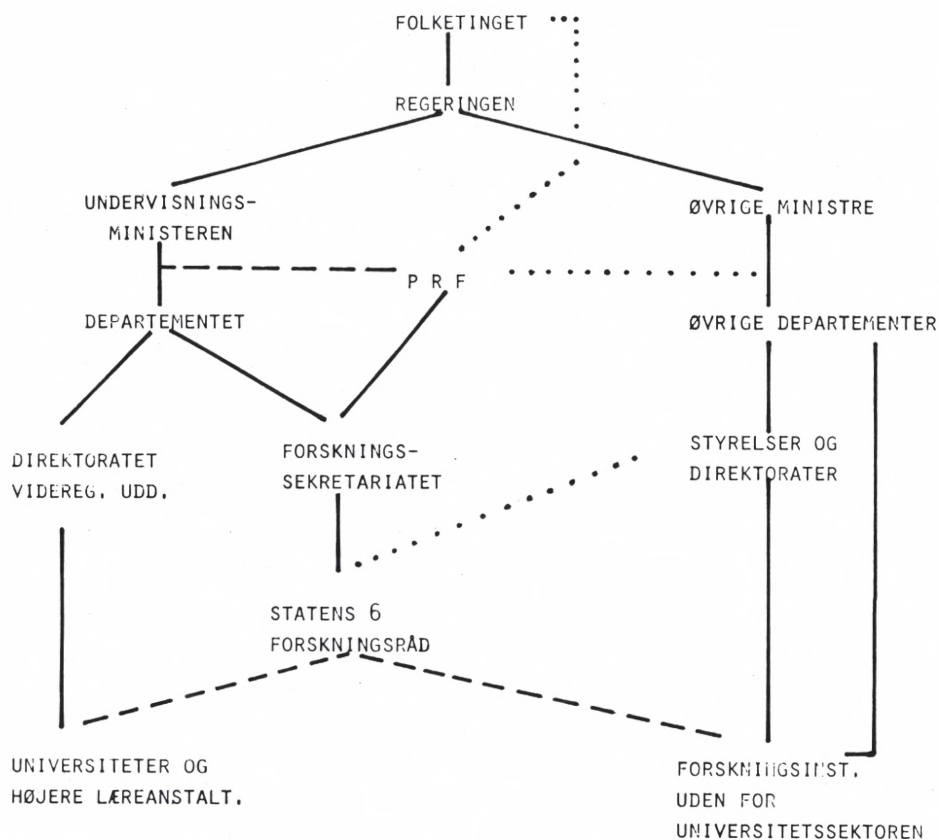 FOLKETINGET
REGERINGEN
UNDERVISNINGS-
MINISTEREN
ØVRIGE MINISTRE
P R F
DEPARTEMENTET
ØVRIGE DEPARTEMENTER
DIREKTORATET
VIDEREG. UDD.
FORSKNINGS-
SEKRETARIATET
STYRELSER OG
DIREKTORATER
STATENS 6
FORSKNINGSRÅD
UNIVERSITETER OG
HØJERE LÆREANSTALT.
FORSKNINGSINST.
UDEN FOR
UNIVERSITETSSEKTOREN